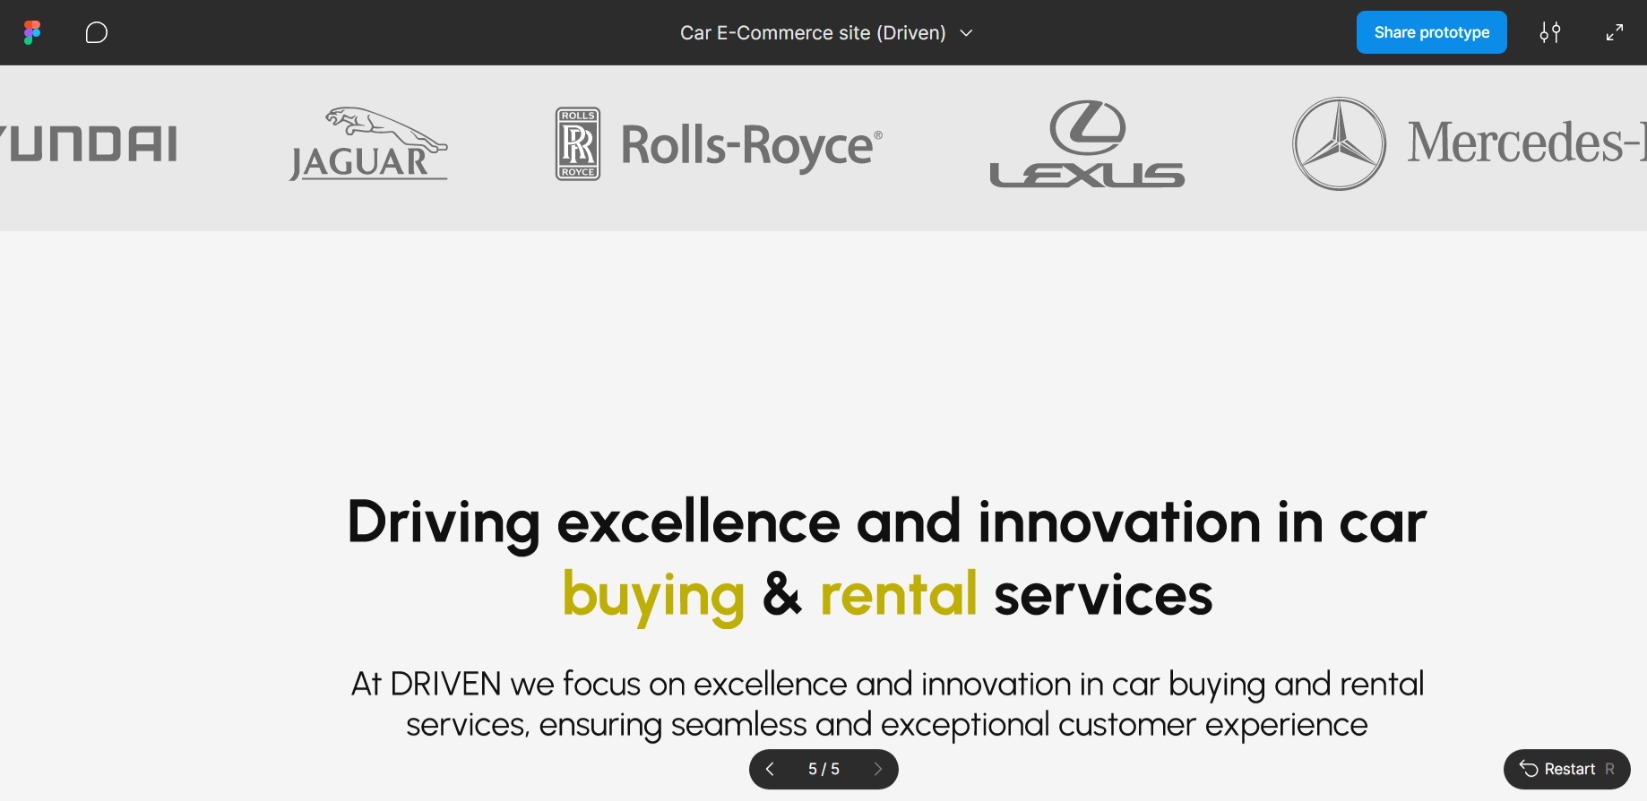 Car E-Commerce site (Driven)
Share prototype
YUNDAI
JAGUAR
ROLLS
RR
ROYCE
Rolls-Royce®
LEXUS
Mercedes-
Driving excellence and innovation in car
buying & rental services
At DRIVEN we focus on excellence and innovation in car buying and rental
services, ensuring seamless and exceptional customer experience
5 / 5
Restart R